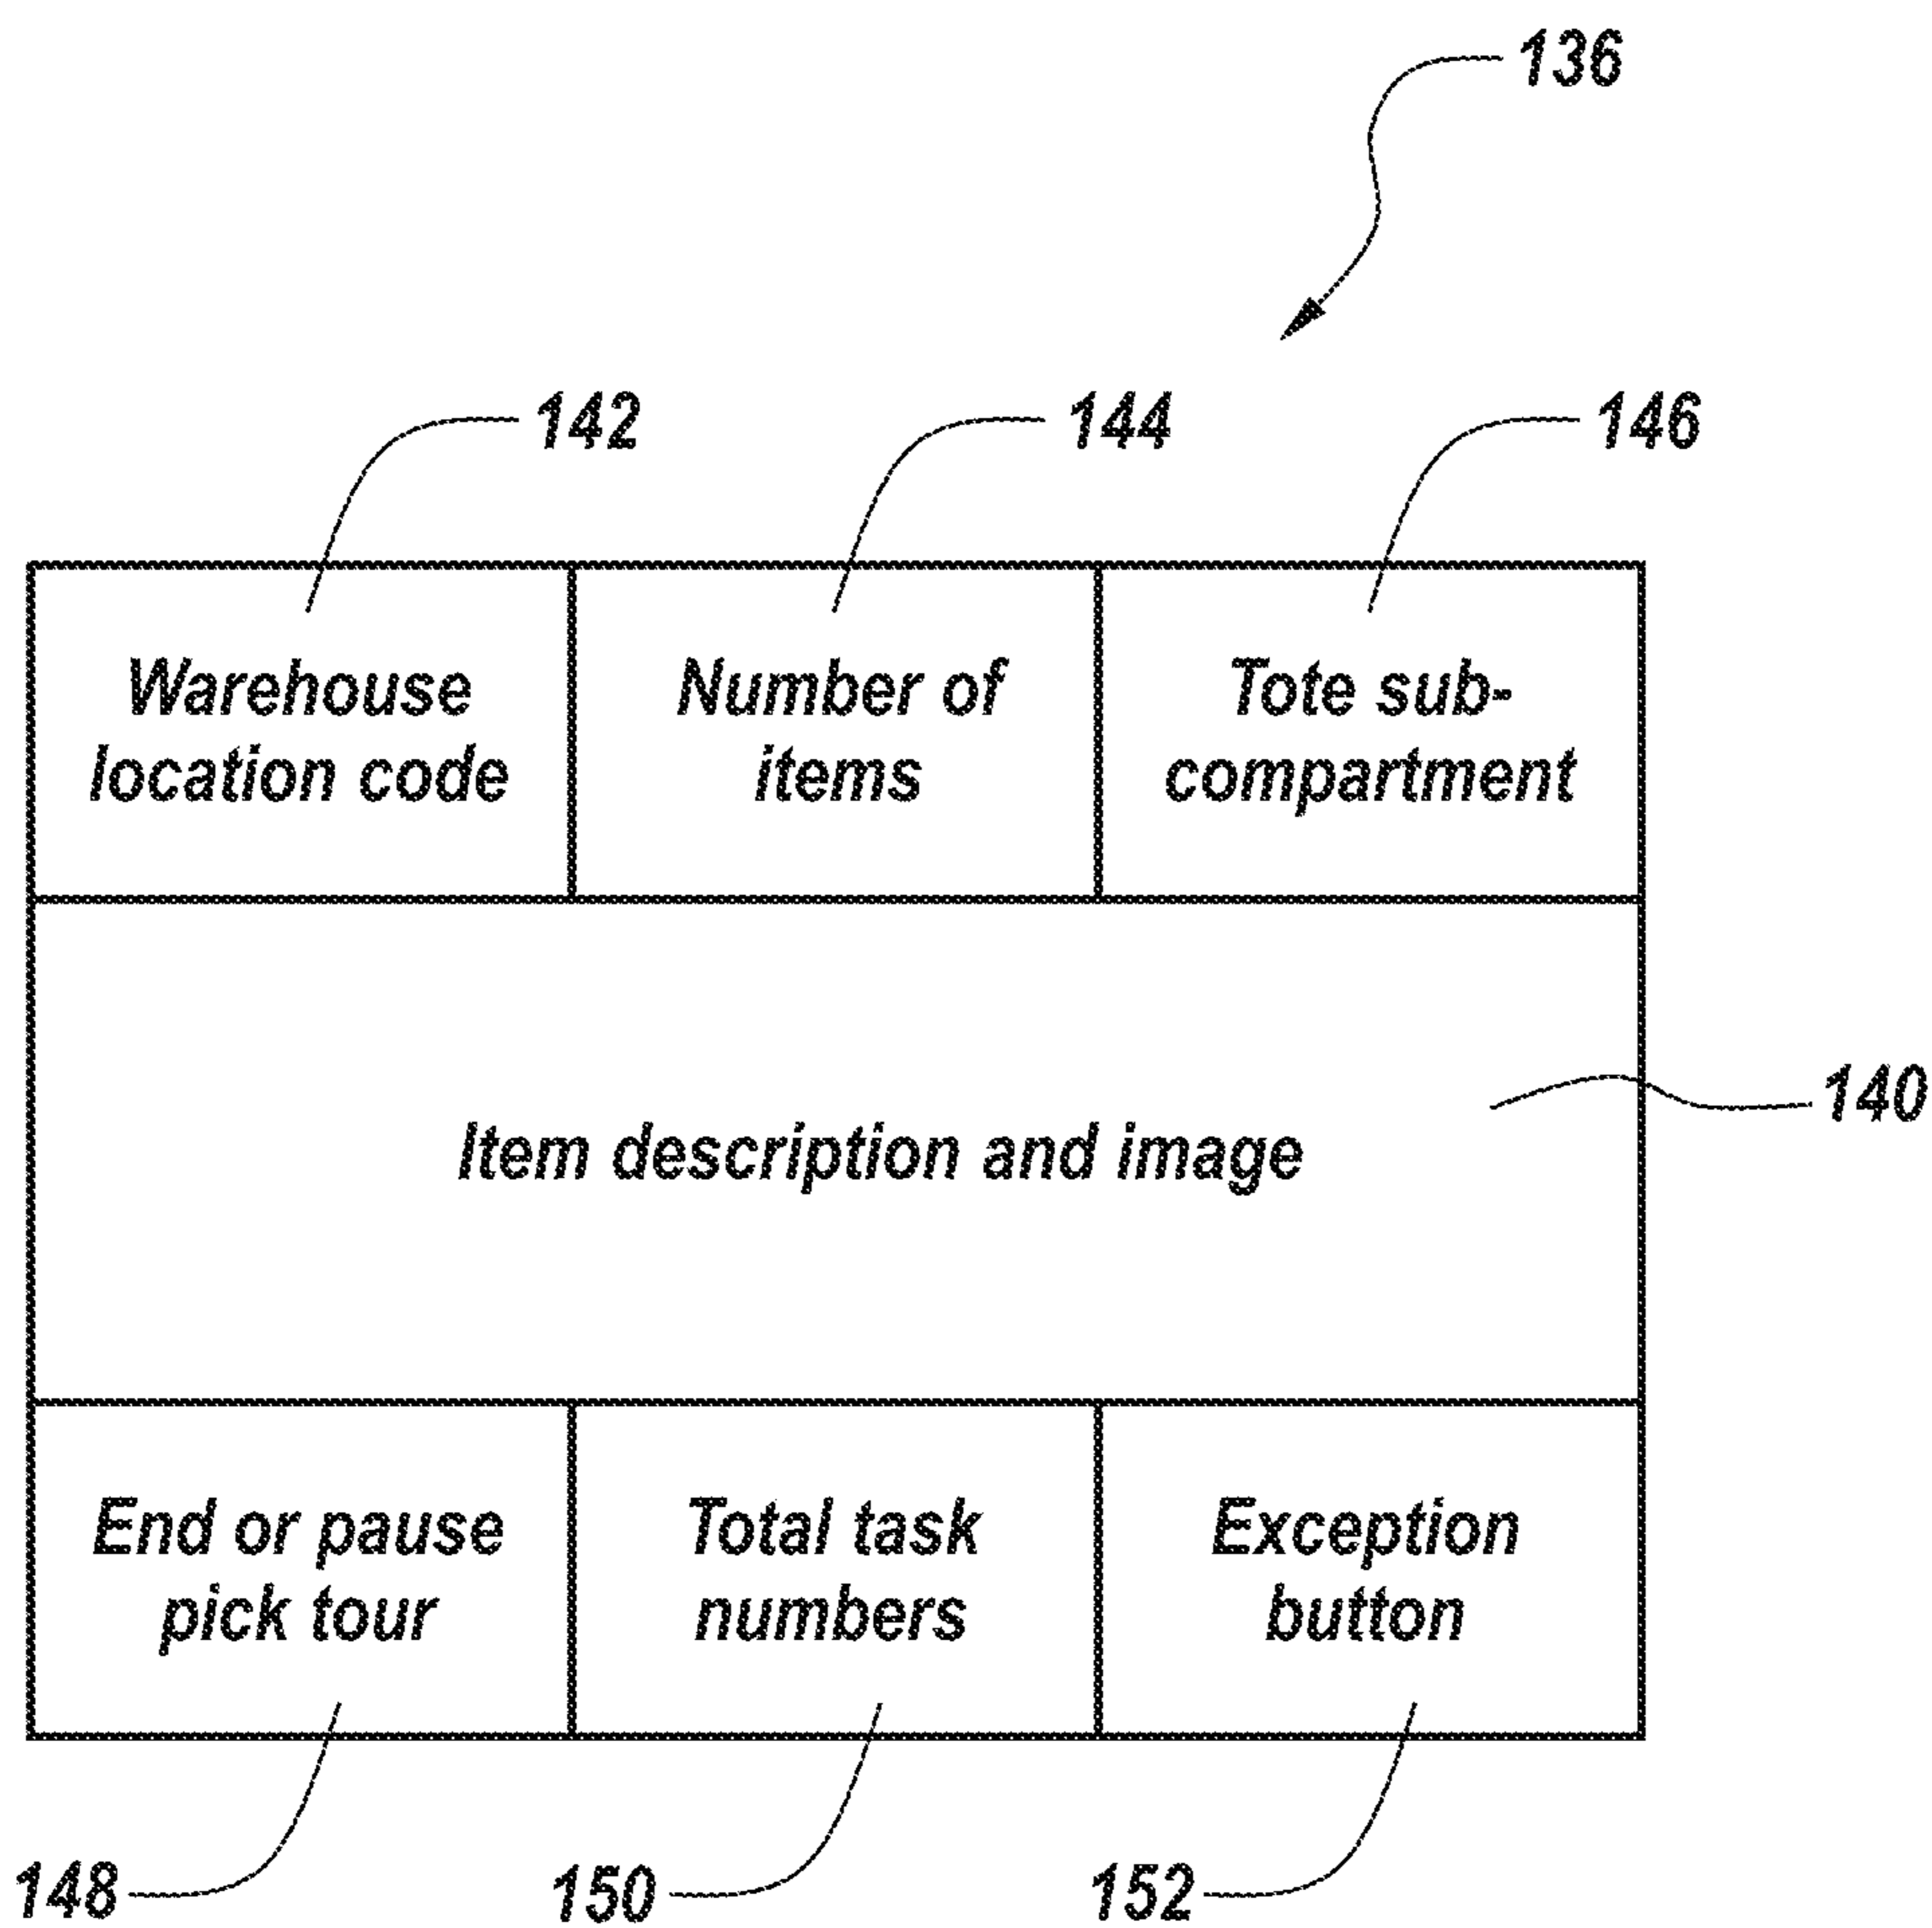 136
142
144
146
Warehouse
location code
Number of
items
Tote sub-
compartment
140
Item description and image
End or pause
pick tour
Total task
numbers
Exception
button
148
150
152